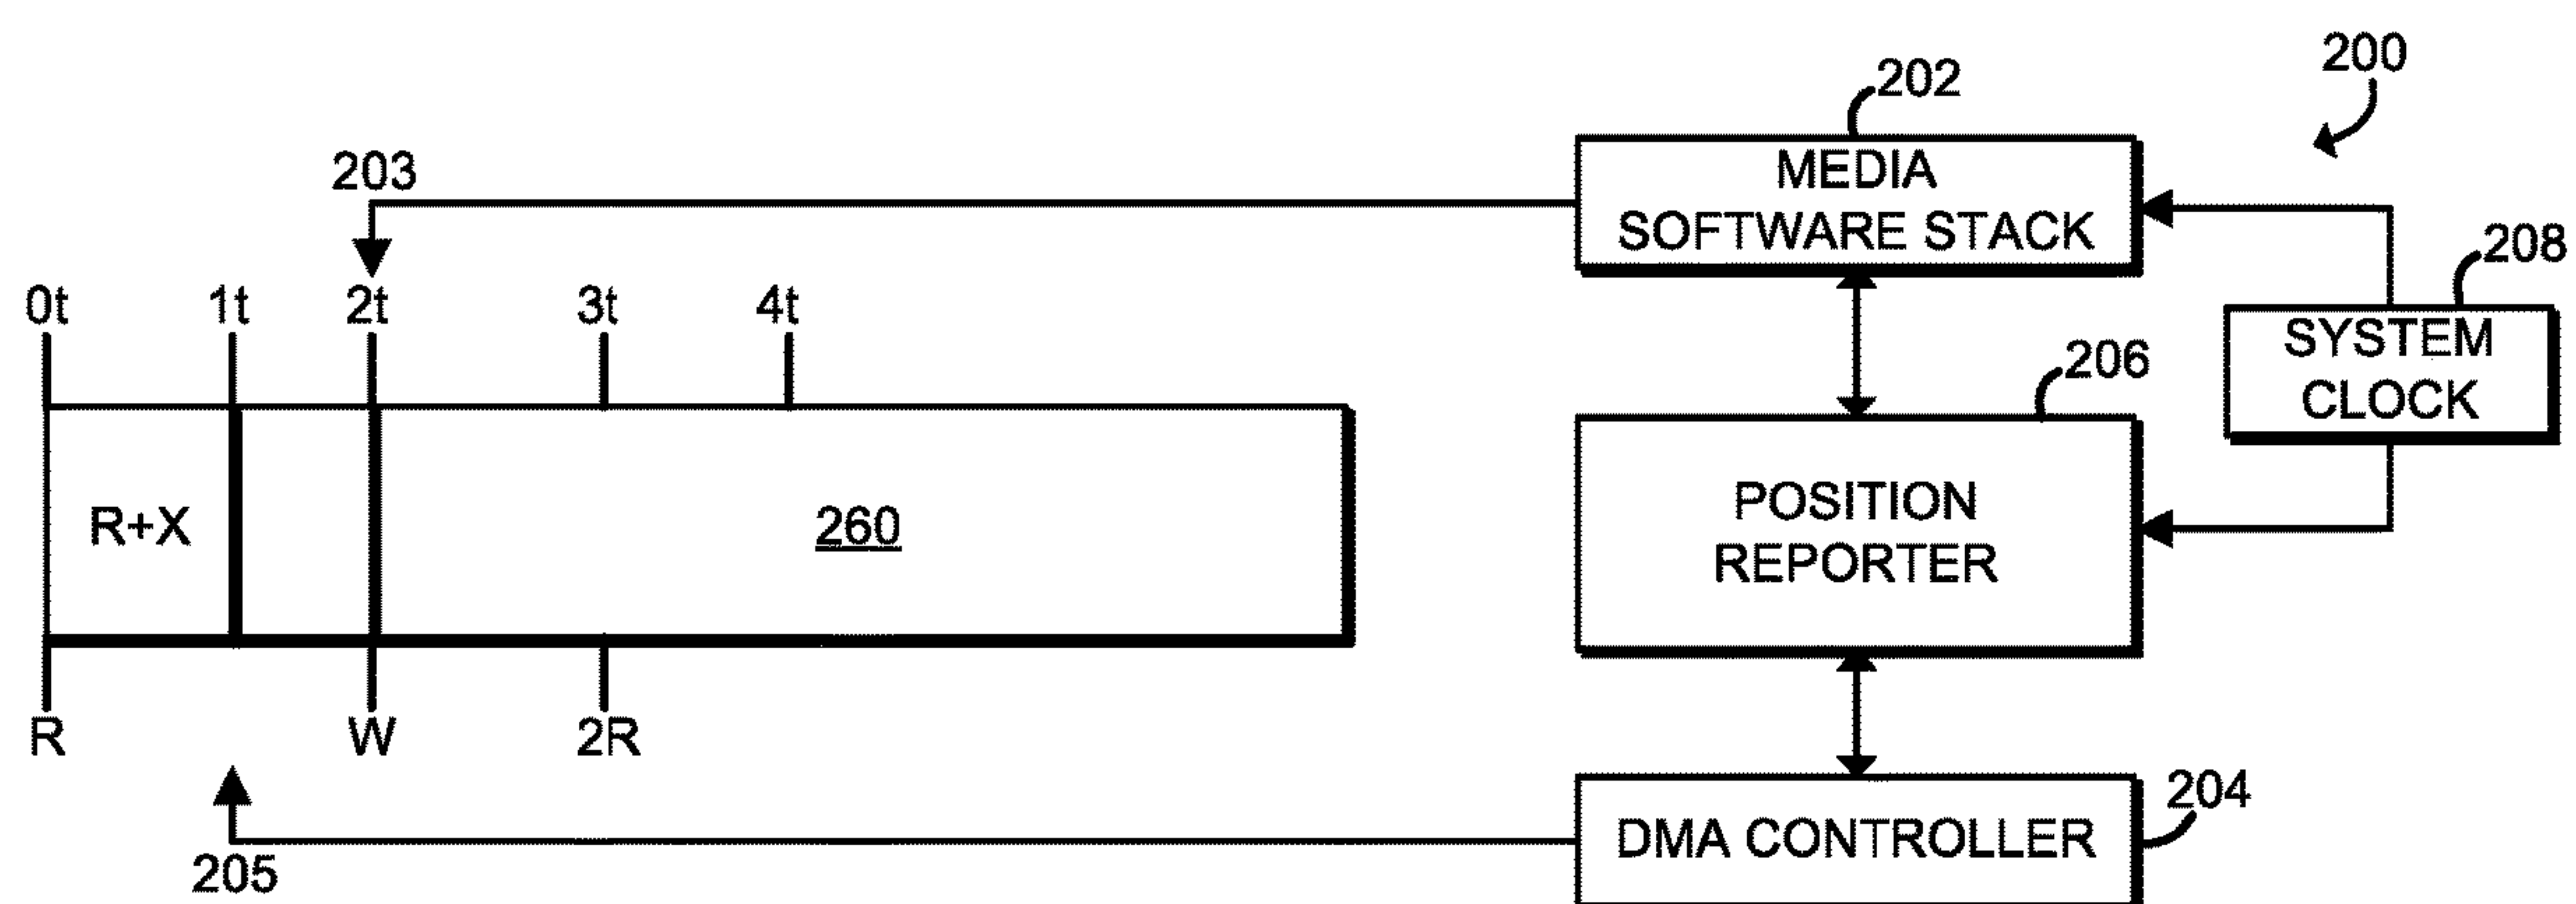 200
202
203
MEDIA
SOFTWARE STACK
208
0t 1t 2t 3t 4t
SYSTEM
CLOCK
206
R+X
260
POSITION
REPORTER
R W 2R
204
DMA CONTROLLER
205